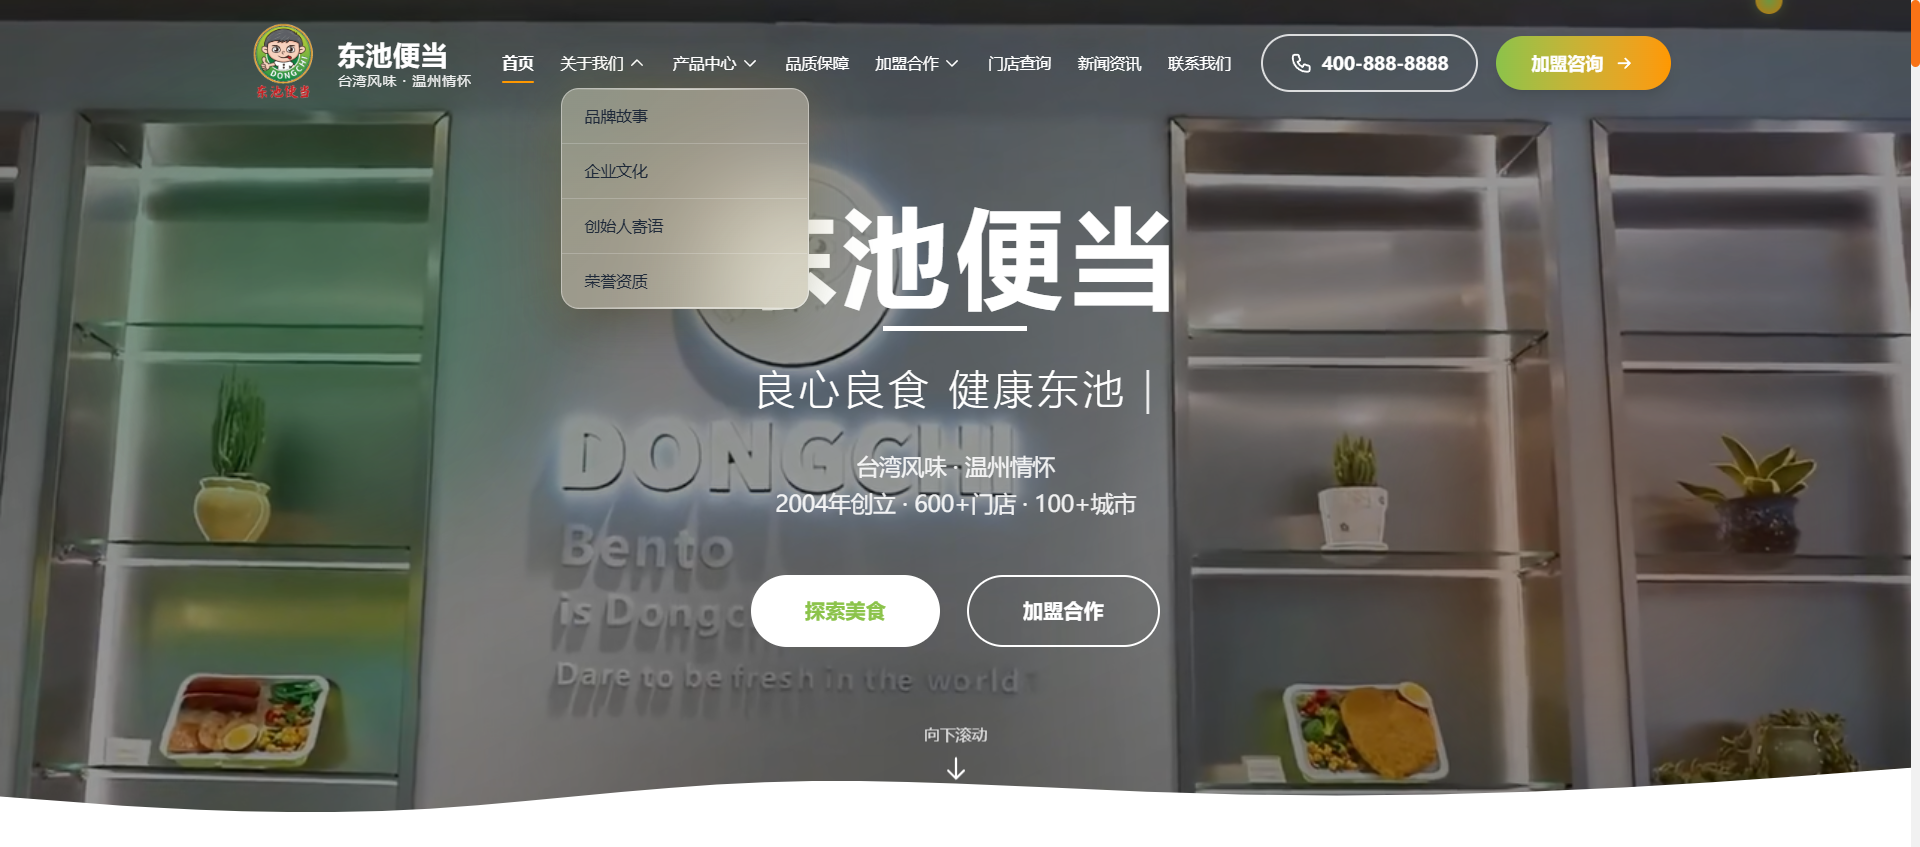 东池便当
台湾风味 · 温州情怀
DONGCHI
东池便当
首页
关于我们
产品中心
品质保障
加盟合作
门店查询
新闻资讯
联系我们
400-888-8888
加盟咨询
品牌故事
企业文化
创始人寄语
荣誉资质
东池便当
良心良食 健康东池 |
DONGCHI
台湾风味 · 温州情怀
2004年创立 · 600+门店 · 100+城市
Bento
is Dongc
探索美食
加盟合作
Dare to be fresh in the world
向下滚动